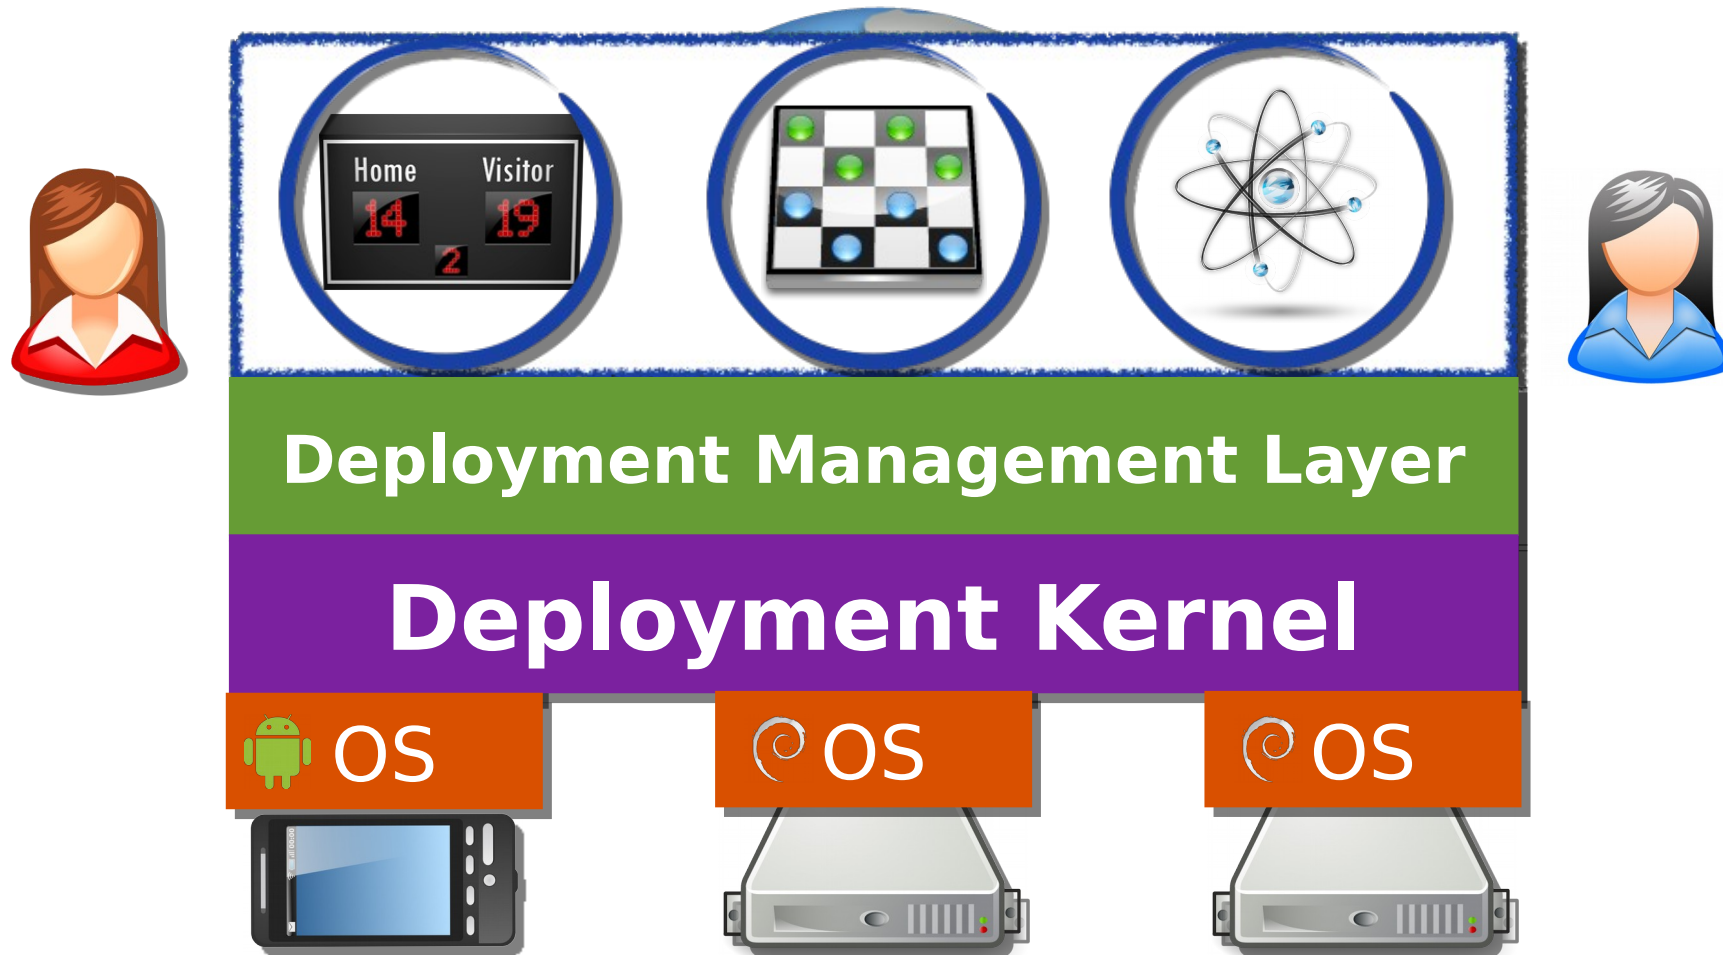 Home Visitor
14 19
2
Deployment Management Layer
Deployment Kernel
OS OS OS